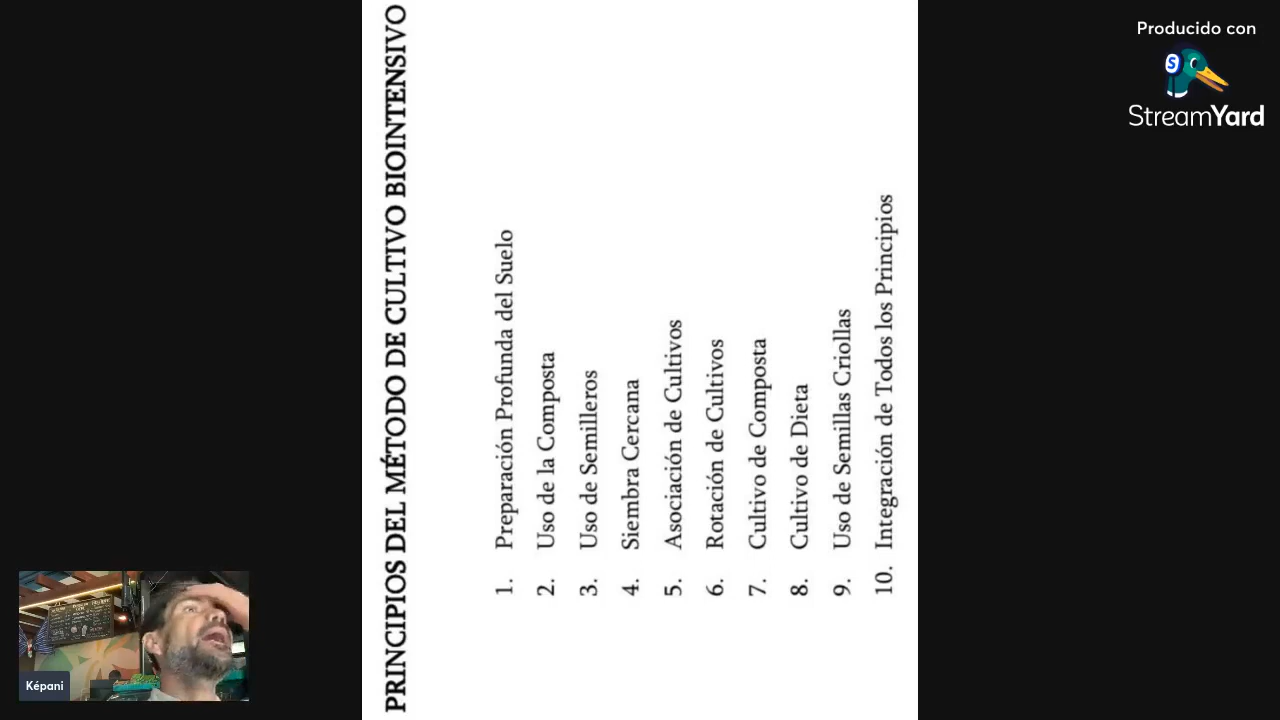 PRINCIPIOS DEL MÉTODO DE CULTIVO BIOINTENSIVO
1. Preparación Profunda del Suelo
2. Uso de la Composta
3. Uso de Semilleros
4. Siembra Cercana
5. Asociación de Cultivos
6. Rotación de Cultivos
7. Cultivo de Composta
8. Cultivo de Dieta
9. Uso de Semillas Criollas
10. Integración de Todos los Principios
Producido con
S
StreamYard
Képani